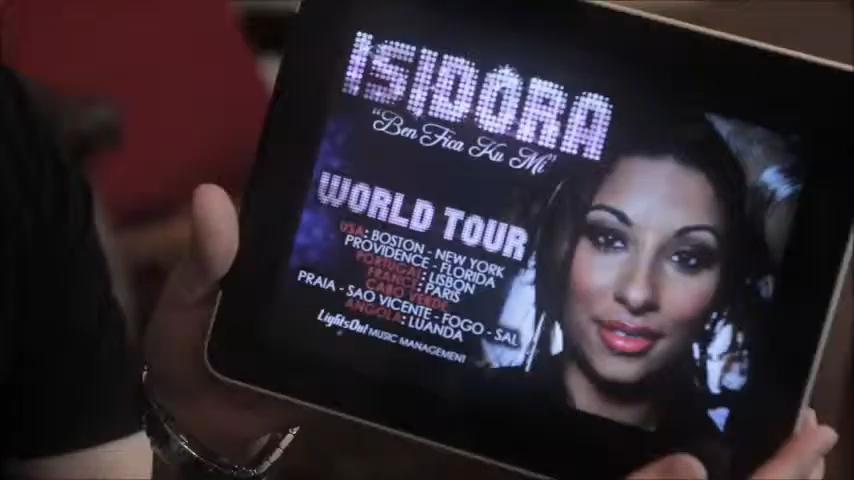 ISIDORA
"Ben Fica Ku Mi"
WORLD TOUR
USA: BOSTON - NEW YORK
PROVIDENCE - FLORIDA
PORTUGAL: LISBON
FRANCE: PARIS
CABO VERDE
PRAIA - SAO VICENTE - FOGO - SAL
ANGOLA: LUANDA
LightsOut MUSIC MANAGEMENT